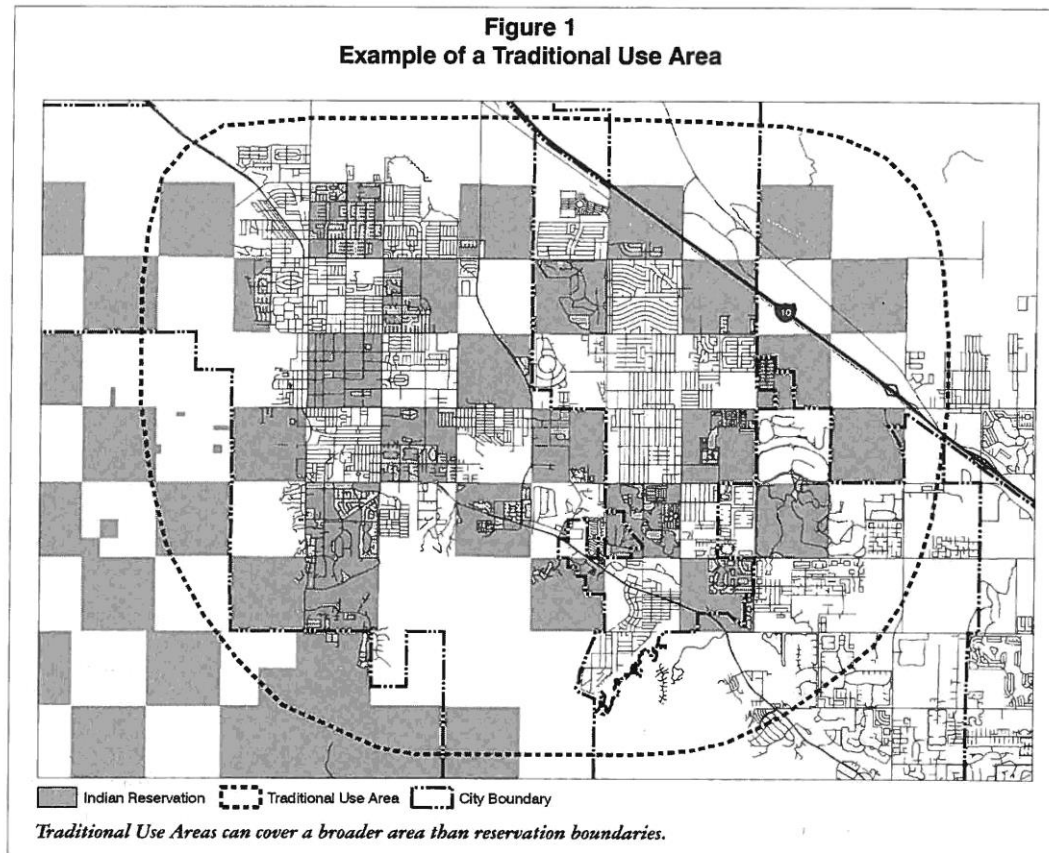 Figure 1
Example of a Traditional Use Area
10
Indian Reservation Traditional Use Area City Boundary
Traditional Use Areas can cover a broader area than reservation boundaries.